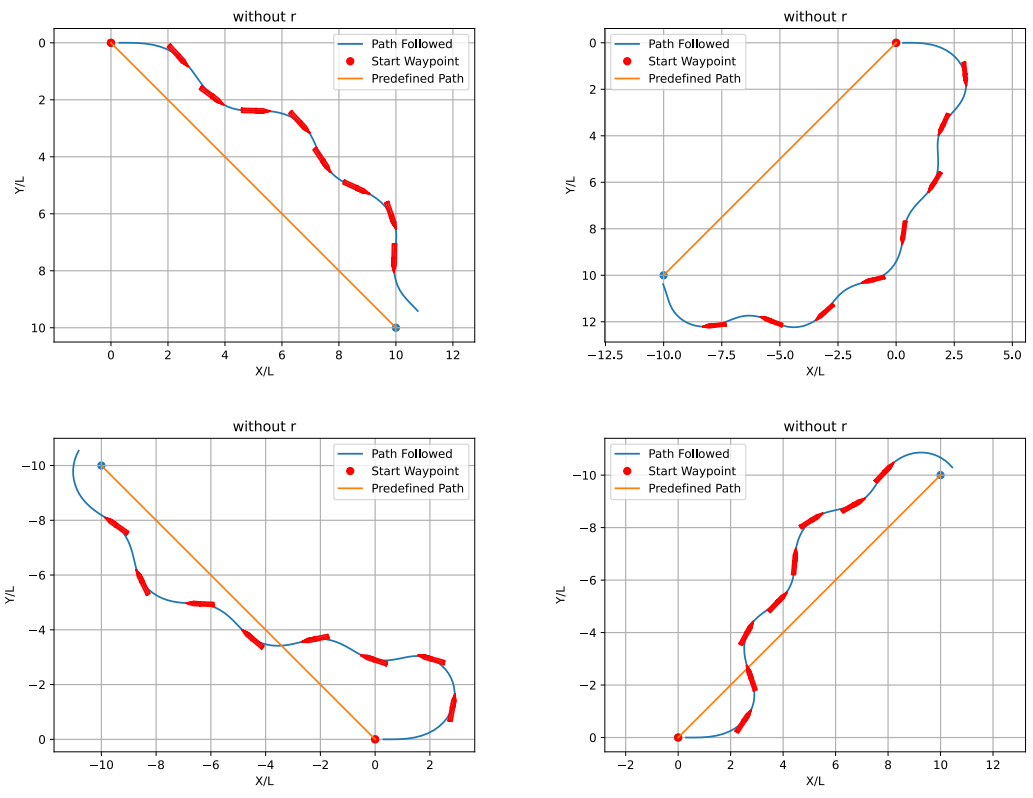 without r
Path Followed
Start Waypoint
Predefined Path
0
2
4
6
8
10
Y/L
0 2 4 6 8 10 12
X/L
without r
Path Followed
Start Waypoint
Predefined Path
0
2
4
6
8
10
12
Y/L
−12.5 −10.0 −7.5 −5.0 −2.5 0.0 2.5 5.0
X/L
without r
Path Followed
Start Waypoint
Predefined Path
−10
−8
−6
−4
−2
0
Y/L
−10 −8 −6 −4 −2 0 2
X/L
without r
Path Followed
Start Waypoint
Predefined Path
−10
−8
−6
−4
−2
0
Y/L
−2 0 2 4 6 8 10 12
X/L